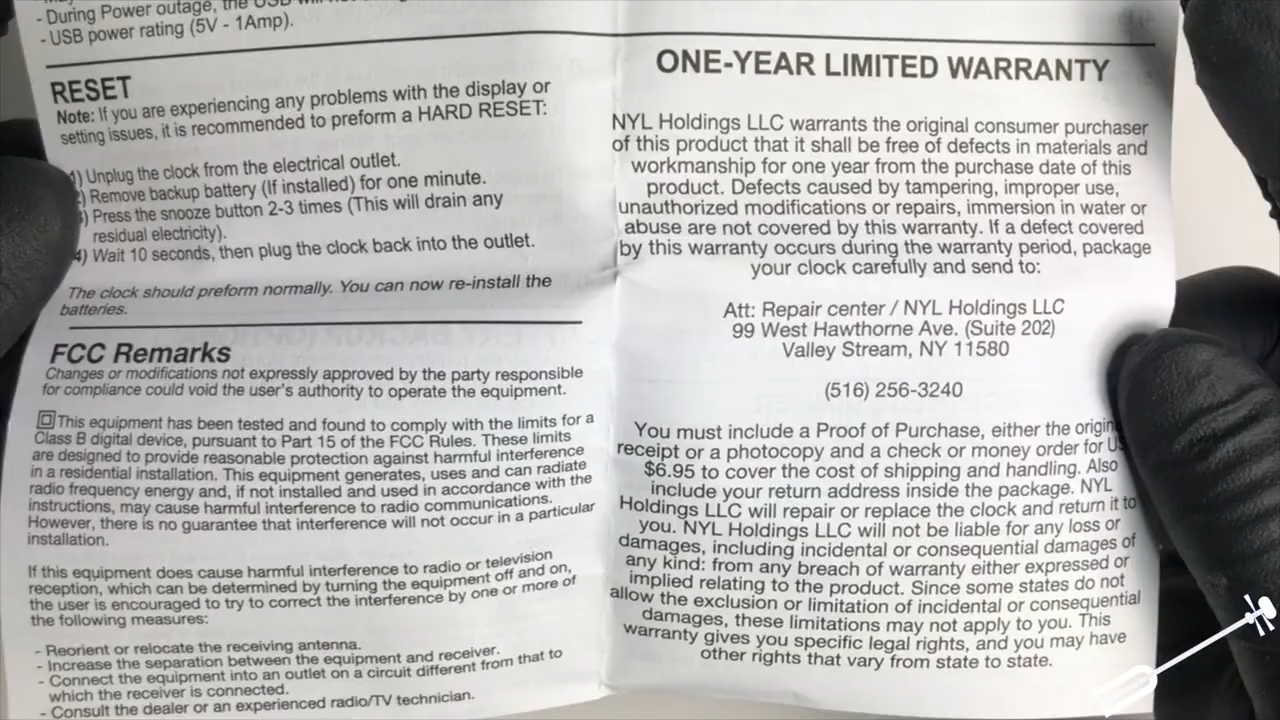 - During Power outage, the USB will not
- USB power rating (5V - 1Amp).
RESET
Note: If you are experiencing any problems with the display or
setting issues, it is recommended to preform a HARD RESET:
1) Unplug the clock from the electrical outlet.
2) Remove backup battery (If installed) for one minute.
3) Press the snooze button 2-3 times (This will drain any
residual electricity).
4) Wait 10 seconds, then plug the clock back into the outlet.
The clock should preform normally. You can now re-install the
batteries.
FCC Remarks
Changes or modifications not expressly approved by the party responsible
for compliance could void the user's authority to operate the equipment.
This equipment has been tested and found to comply with the limits for a
Class B digital device, pursuant to Part 15 of the FCC Rules. These limits
are designed to provide reasonable protection against harmful interference
in a residential installation. This equipment generates, uses and can radiate
radio frequency energy and, if not installed and used in accordance with the
instructions, may cause harmful interference to radio communications.
However, there is no guarantee that interference will not occur in a particular
installation.
If this equipment does cause harmful interference to radio or television
reception, which can be determined by turning the equipment off and on,
the user is encouraged to try to correct the interference by one or more of
the following measures:
- Reorient or relocate the receiving antenna.
- Increase the separation between the equipment and receiver.
- Connect the equipment into an outlet on a circuit different from that to
which the receiver is connected.
- Consult the dealer or an experienced radio/TV technician.
ONE-YEAR LIMITED WARRANTY
NYL Holdings LLC warrants the original consumer purchaser
of this product that it shall be free of defects in materials and
workmanship for one year from the purchase date of this
product. Defects caused by tampering, improper use,
unauthorized modifications or repairs, immersion in water or
abuse are not covered by this warranty. If a defect covered
by this warranty occurs during the warranty period, package
your clock carefully and send to:
Att: Repair center / NYL Holdings LLC
99 West Hawthorne Ave. (Suite 202)
Valley Stream, NY 11580
(516) 256-3240
You must include a Proof of Purchase, either the origin
receipt or a photocopy and a check or money order for US
$6.95 to cover the cost of shipping and handling. Also
include your return address inside the package. NYL
Holdings LLC will repair or replace the clock and return it to
you. NYL Holdings LLC will not be liable for any loss or
damages, including incidental or consequential damages of
any kind: from any breach of warranty either expressed or
implied relating to the product. Since some states do not
allow the exclusion or limitation of incidental or consequential
damages, these limitations may not apply to you. This
warranty gives you specific legal rights, and you may have
other rights that vary from state to state.